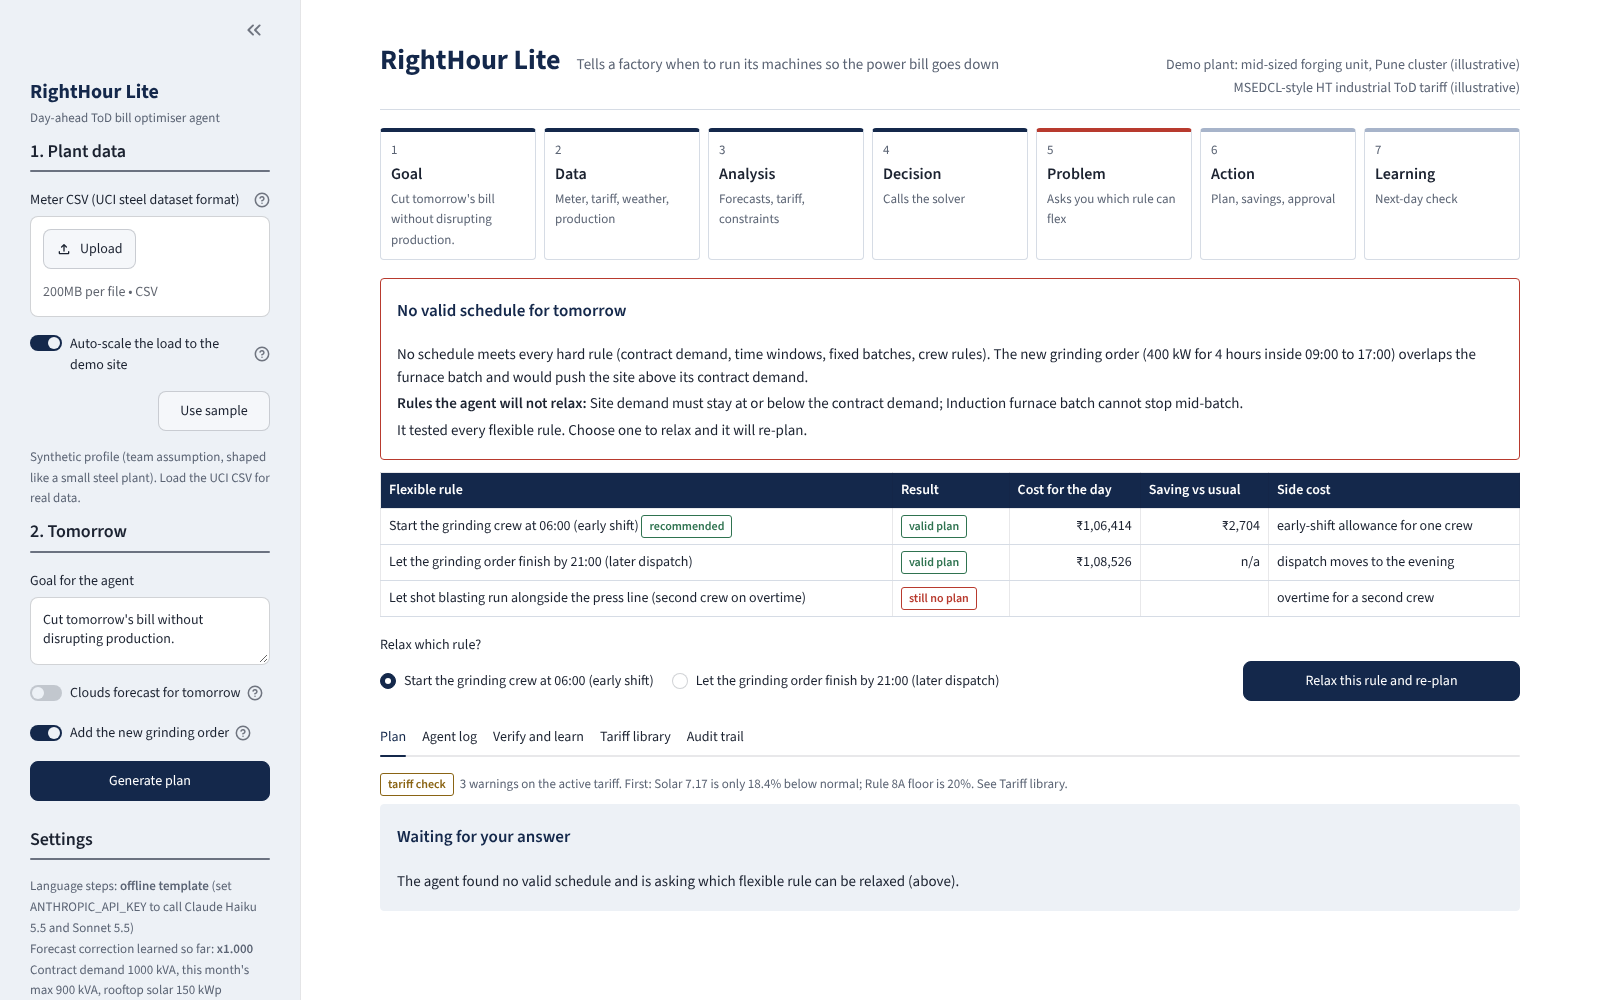 RightHour Lite
Day-ahead ToD bill optimiser agent
1. Plant data
Meter CSV (UCI steel dataset format)
Upload
200MB per file • CSV
Auto-scale the load to the
demo site
Use sample
Synthetic profile (team assumption, shaped
like a small steel plant). Load the UCI CSV for
real data.
2. Tomorrow
Goal for the agent
Cut tomorrow's bill without
disrupting production.
Clouds forecast for tomorrow
Add the new grinding order
Generate plan
Settings
Language steps: offline template (set
ANTHROPIC_API_KEY to call Claude Haiku
5.5 and Sonnet 5.5)
Forecast correction learned so far: x1.000
Contract demand 1000 kVA, this month's
max 900 kVA, rooftop solar 150 kWp
RightHour Lite Tells a factory when to run its machines so the power bill goes down
Demo plant: mid-sized forging unit, Pune cluster (illustrative)
MSEDCL-style HT industrial ToD tariff (illustrative)
1
Goal
Cut tomorrow's bill
without disrupting
production.
2
Data
Meter, tariff, weather,
production
3
Analysis
Forecasts, tariff,
constraints
4
Decision
Calls the solver
5
Problem
Asks you which rule can
flex
6
Action
Plan, savings, approval
7
Learning
Next-day check
No valid schedule for tomorrow
No schedule meets every hard rule (contract demand, time windows, fixed batches, crew rules). The new grinding order (400 kW for 4 hours inside 09:00 to 17:00) overlaps the
furnace batch and would push the site above its contract demand.
Rules the agent will not relax: Site demand must stay at or below the contract demand; Induction furnace batch cannot stop mid-batch.
It tested every flexible rule. Choose one to relax and it will re-plan.
Flexible rule Result Cost for the day Saving vs usual Side cost
Start the grinding crew at 06:00 (early shift) recommended valid plan ₹1,06,414 ₹2,704 early-shift allowance for one crew
Let the grinding order finish by 21:00 (later dispatch) valid plan ₹1,08,526 n/a dispatch moves to the evening
Let shot blasting run alongside the press line (second crew on overtime) still no plan overtime for a second crew
Relax which rule?
Start the grinding crew at 06:00 (early shift) Let the grinding order finish by 21:00 (later dispatch) Relax this rule and re-plan
Plan Agent log Verify and learn Tariff library Audit trail
tariff check 3 warnings on the active tariff. First: Solar 7.17 is only 18.4% below normal; Rule 8A floor is 20%. See Tariff library.
Waiting for your answer
The agent found no valid schedule and is asking which flexible rule can be relaxed (above).